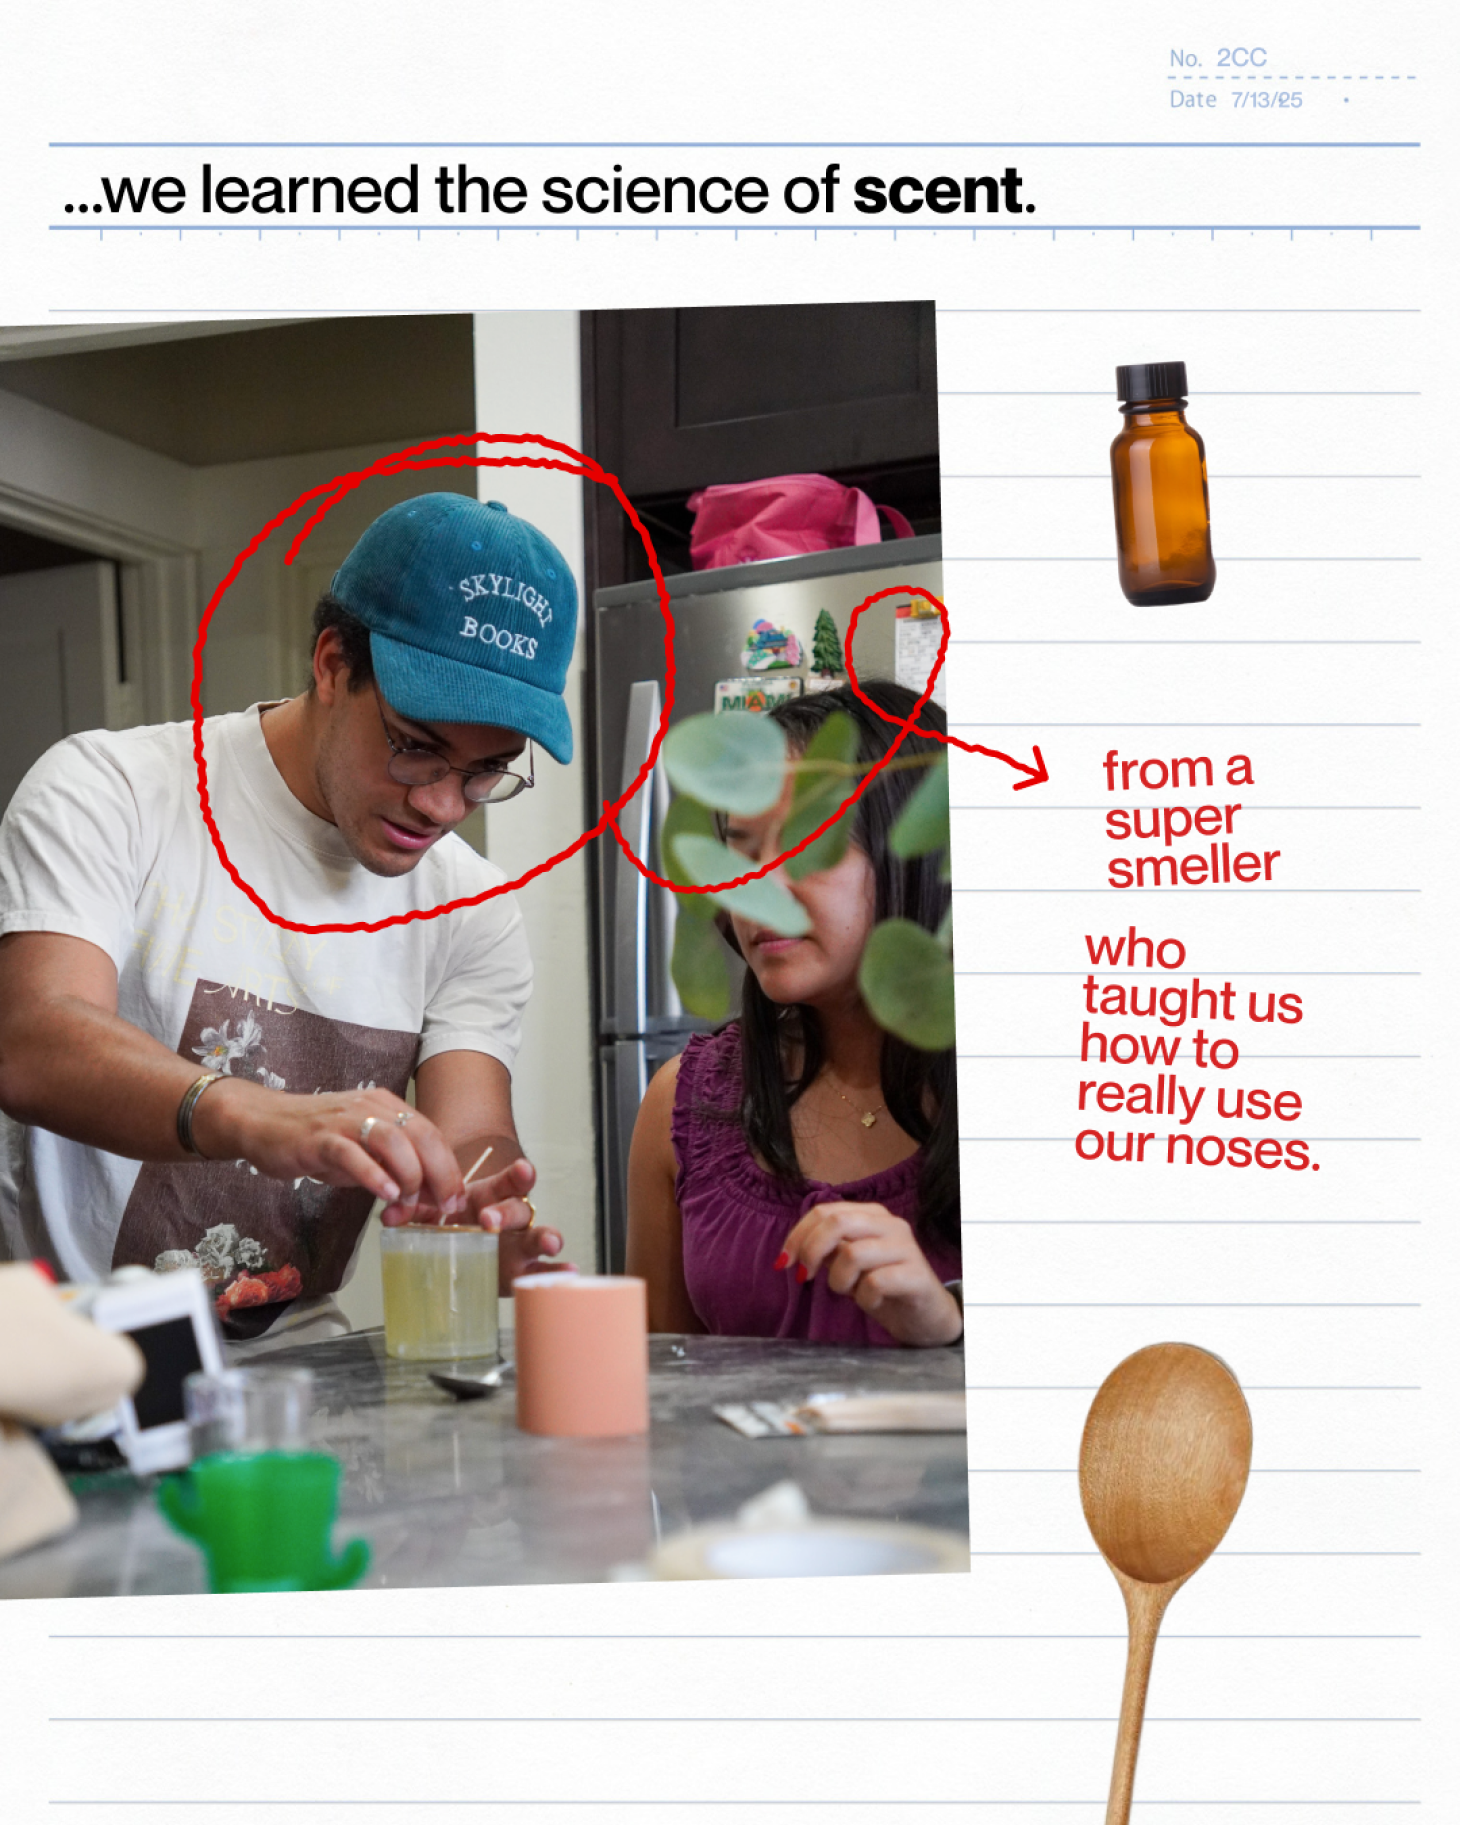 No. 2CC
Date 7/13/25
...we learned the science of scent.
SKYLIGHT
BOOKS
MIAMI
from a
super
smeller
who
taught us
how to
really use
our noses.